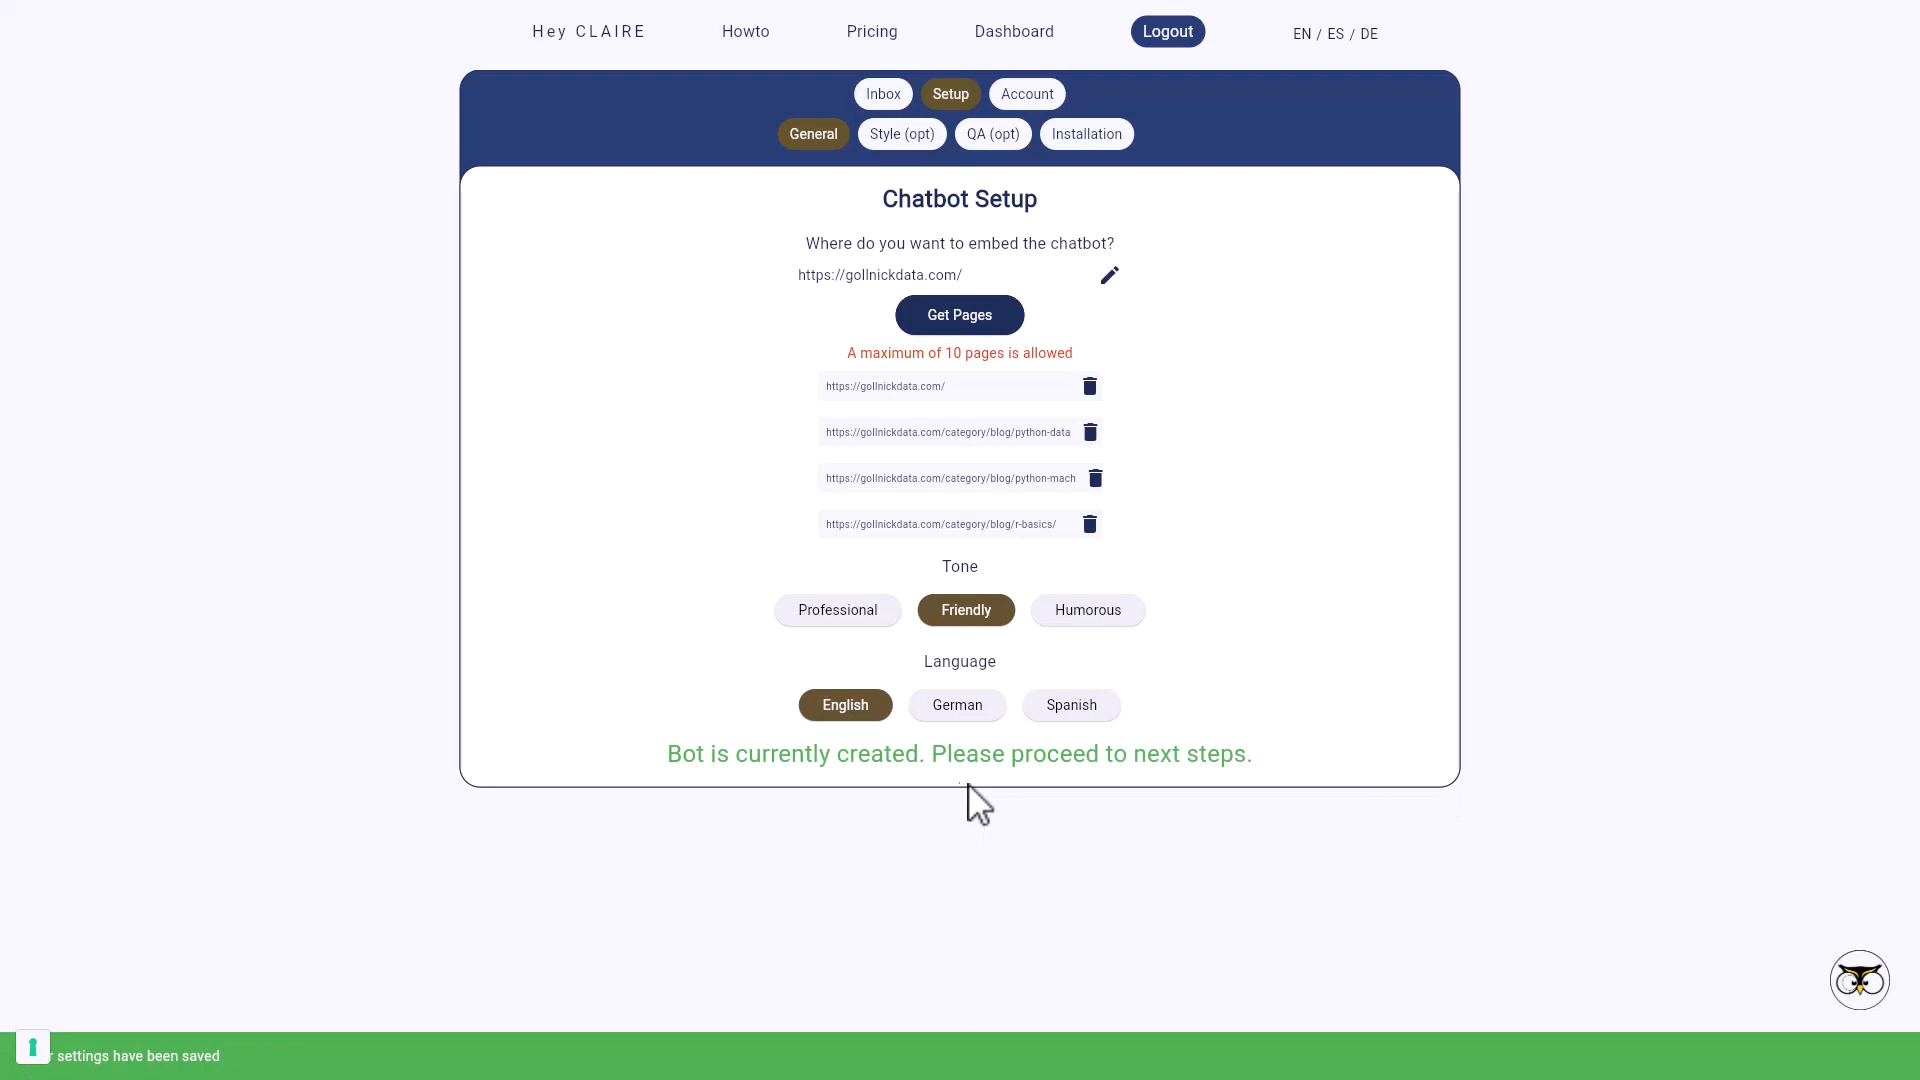 Hey CLAIRE Howto Pricing Dashboard Logout EN / ES / DE
Inbox Setup Account
General Style (opt) QA (opt) Installation
Chatbot Setup
Where do you want to embed the chatbot?
https://gollnickdata.com/
Get Pages
A maximum of 10 pages is allowed
https://gollnickdata.com/
https://gollnickdata.com/category/blog/python-data
https://gollnickdata.com/category/blog/python-mach
https://gollnickdata.com/category/blog/r-basics/
Tone
Professional Friendly Humorous
Language
English German Spanish
Bot is currently created. Please proceed to next steps.
settings have been saved